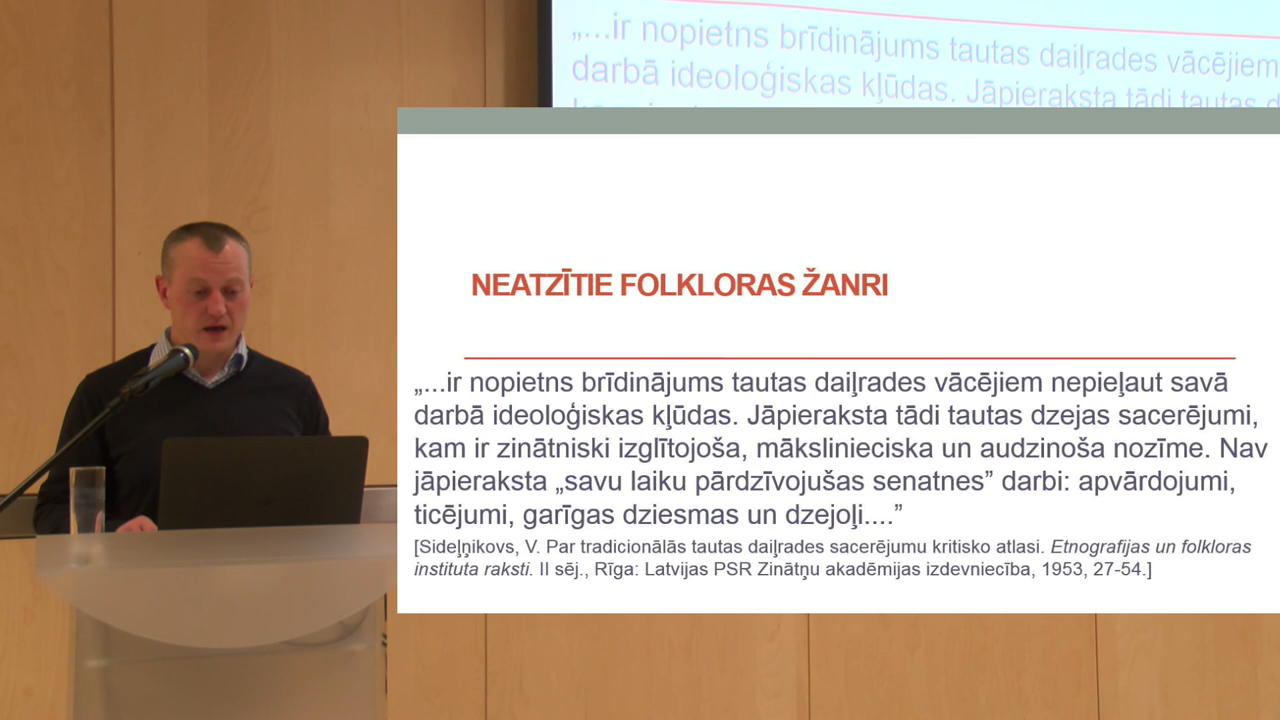 „...ir nopietns brīdinājums tautas daiļrades vācējiem
darbā ideoloģiskas kļūdas. Jāpieraksta tādi tautas
NEATZĪTIE FOLKLORAS ŽANRI
„...ir nopietns brīdinājums tautas daiļrades vācējiem nepieļaut savā
darbā ideoloģiskas kļūdas. Jāpieraksta tādi tautas dzejas sacerējumi,
kam ir zinātniski izglītojoša, mākslinieciska un audzinoša nozīme. Nav
jāpieraksta „savu laiku pārdzīvojušas senatnes” darbi: apvārdojumi,
ticējumi, garīgas dziesmas un dzejoļi....”
[Sideļņikovs, V. Par tradicionālās tautas daiļrades sacerējumu kritisko atlasi. Etnografijas un folkloras
instituta raksti. II sēj., Rīga: Latvijas PSR Zinātņu akadēmijas izdevniecība, 1953, 27-54.]